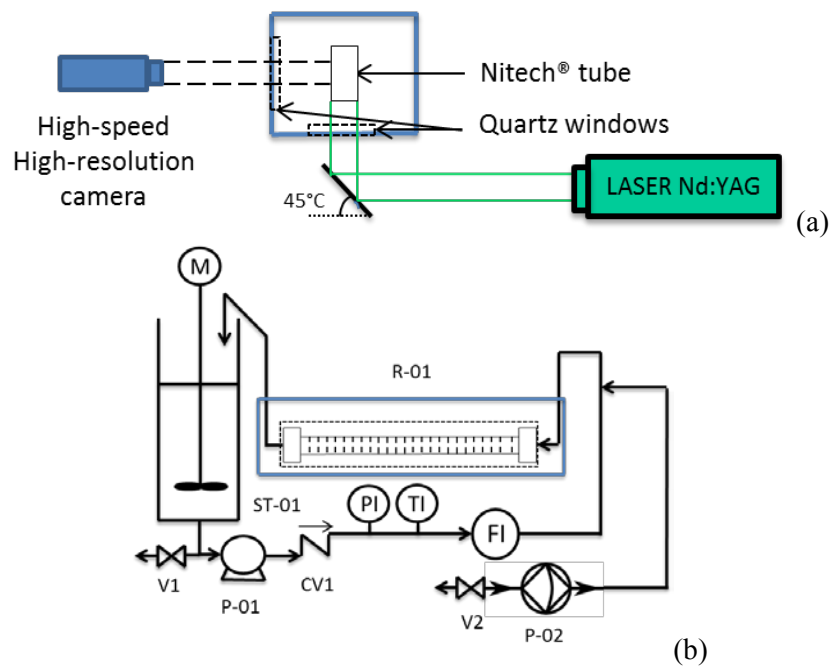 High-speed
High-resolution
camera
Nitech® tube
Quartz windows
LASER Nd:YAG
45°C
(a)
M
R-01
ST-01
PI
TI
FI
V1
P-01
CV1
V2
P-02
(b)